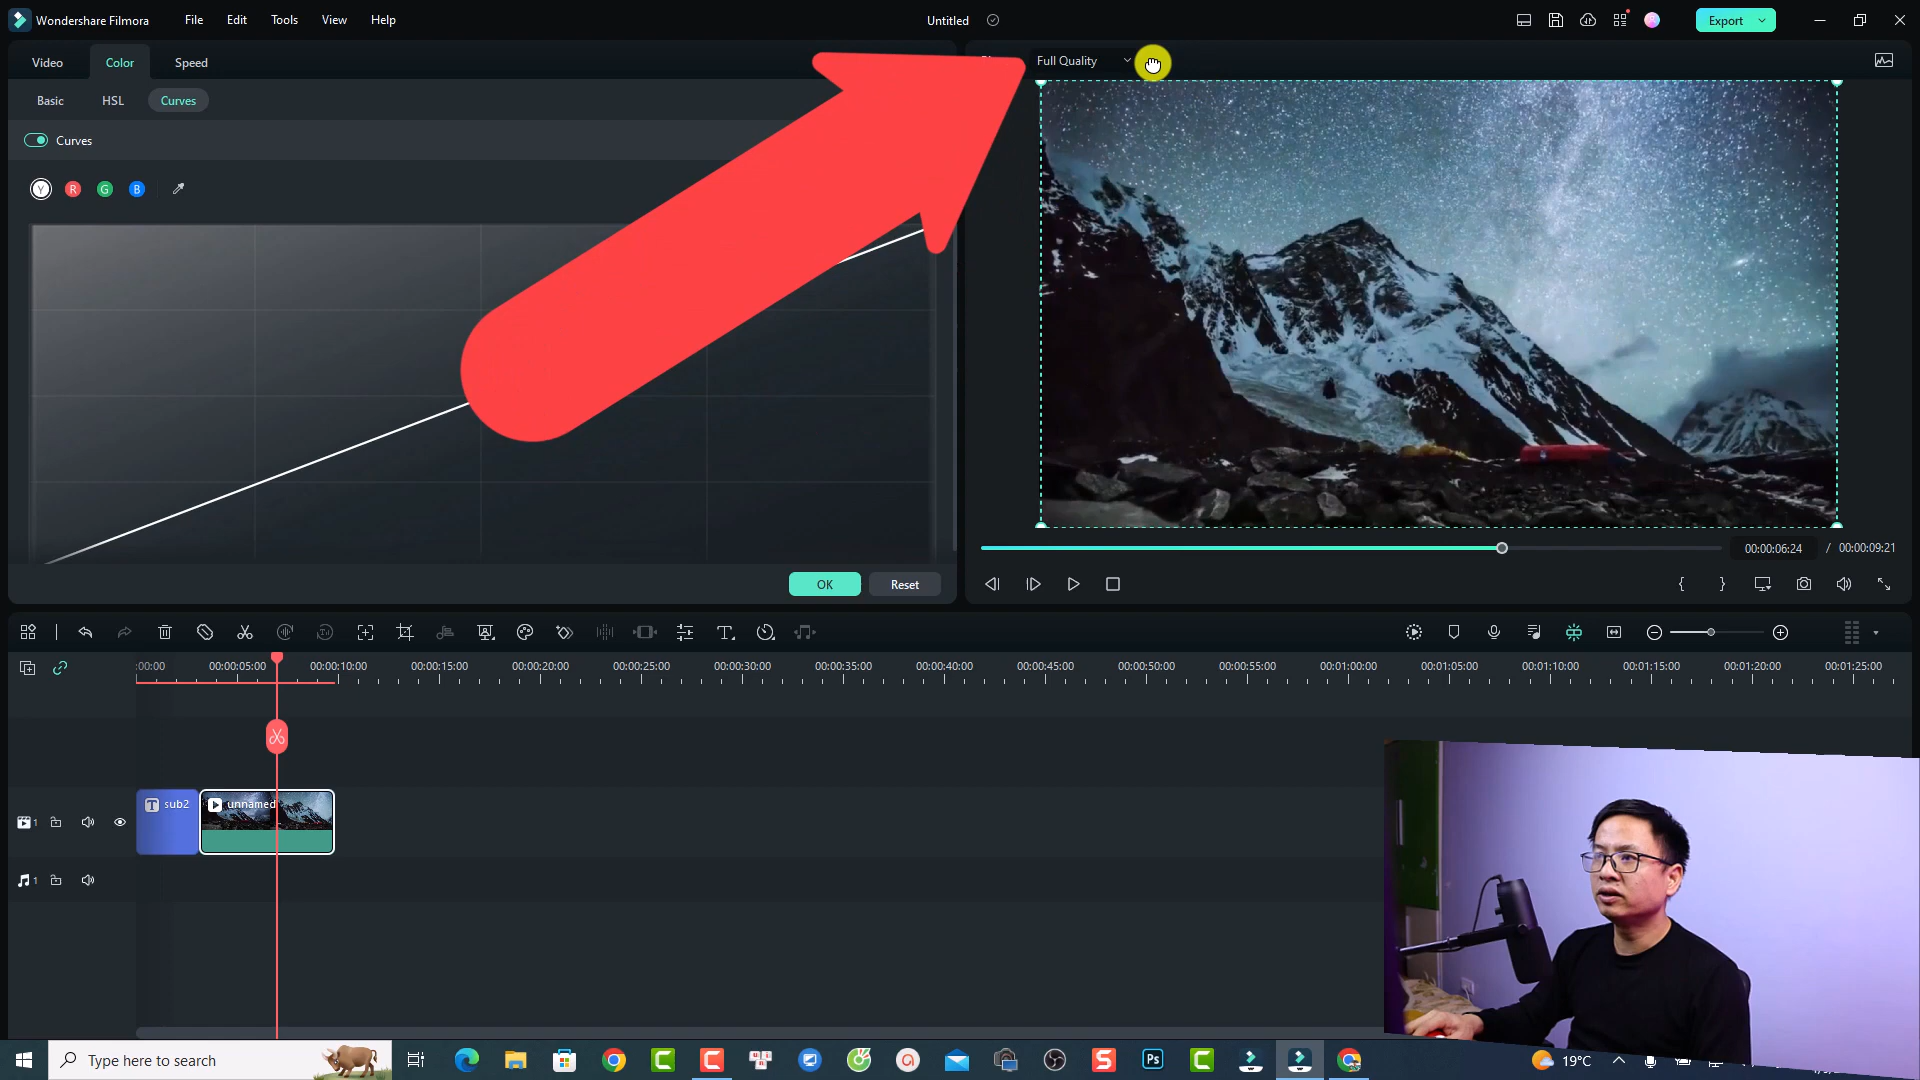 Wondershare Filmora
File
Edit
Tools
View
Help
Untitled
Export
Video
Color
Speed
Full Quality
Basic
HSL
Curves
Curves
Y
R
G
B
OK
Reset
00:00:06:24
/
00:00:09:21
{
}
:00:00
00:00:05:00
00:00:10:00
00:00:15:00
00:00:20:00
00:00:25:00
00:00:30:00
00:00:35:00
00:00:40:00
00:00:45:00
00:00:50:00
00:00:55:00
00:01:00:00
00:01:05:00
00:01:10:00
00:01:15:00
00:01:20:00
00:01:25:00
T
sub2
unnamed
1
1
Type here to search
Ps
19°C